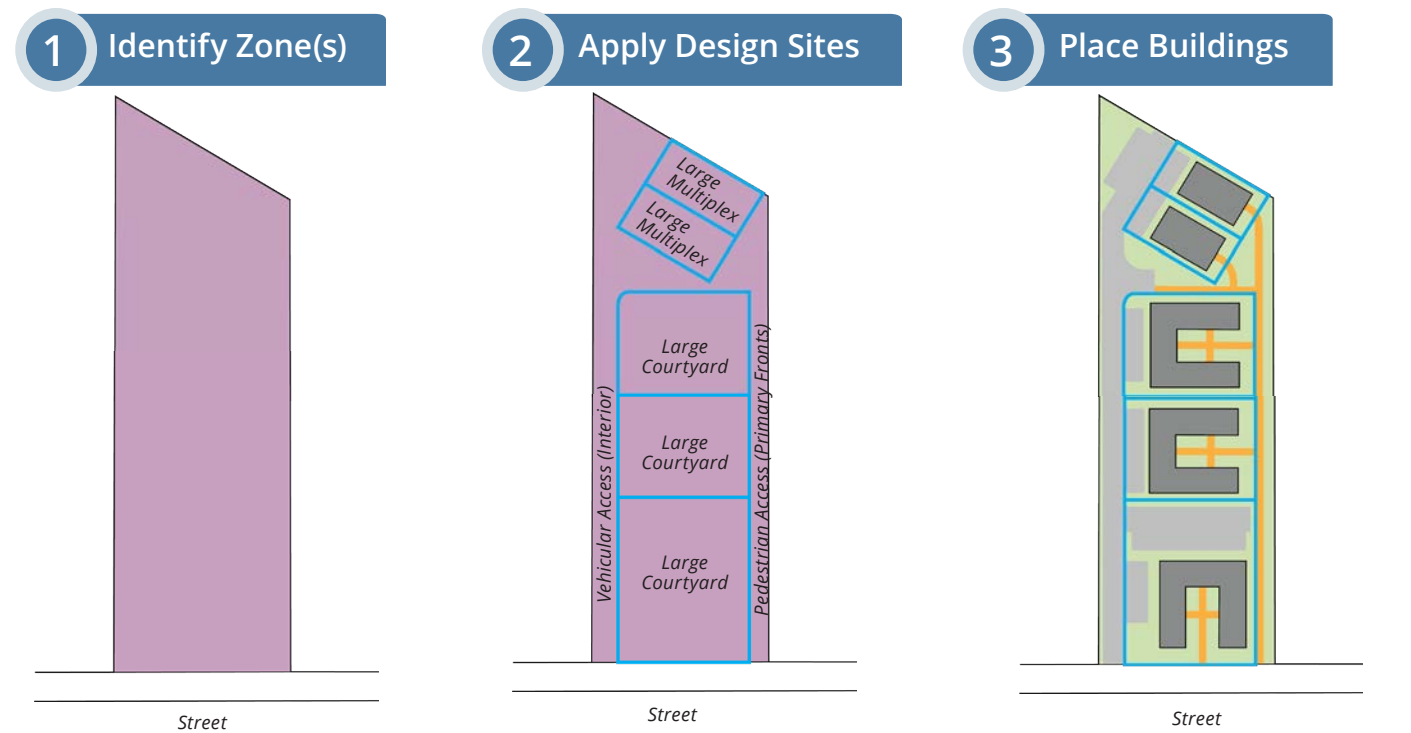 1 Identify Zone(s)
2 Apply Design Sites
3 Place Buildings
Large
Multiplex
Large
Multiplex
Large
Courtyard
Large
Courtyard
Large
Courtyard
Vehicular Access (Interior)
Pedestrian Access (Primary Fronts)
Street
Street
Street